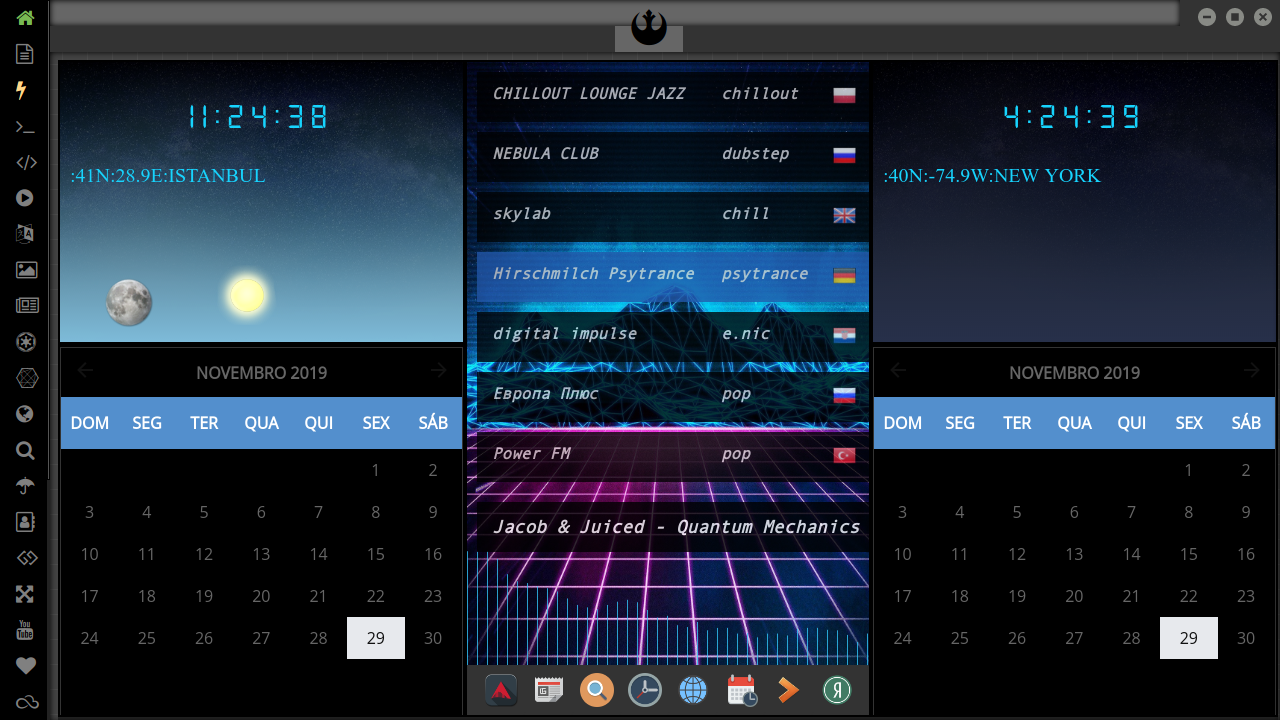 11:24:38
:41N:28.9E:ISTANBUL
NOVEMBRO 2019
DOM SEG TER QUA QUI SEX SÁB
1 2
3 4 5 6 7 8 9
10 11 12 13 14 15 16
17 18 19 20 21 22 23
24 25 26 27 28 29 30
CHILLOUT LOUNGE JAZZ chillout
NEBULA CLUB dubstep
skylab chill
Hirschmilch Psytrance psytrance
digital impulse e.nic
Европа Плюс pop
Power FM pop
Jacob & Juiced - Quantum Mechanics
Я
4:24:39
:40N:-74.9W:NEW YORK
NOVEMBRO 2019
DOM SEG TER QUA QUI SEX SÁB
1 2
3 4 5 6 7 8 9
10 11 12 13 14 15 16
17 18 19 20 21 22 23
24 25 26 27 28 29 30
You
Tube